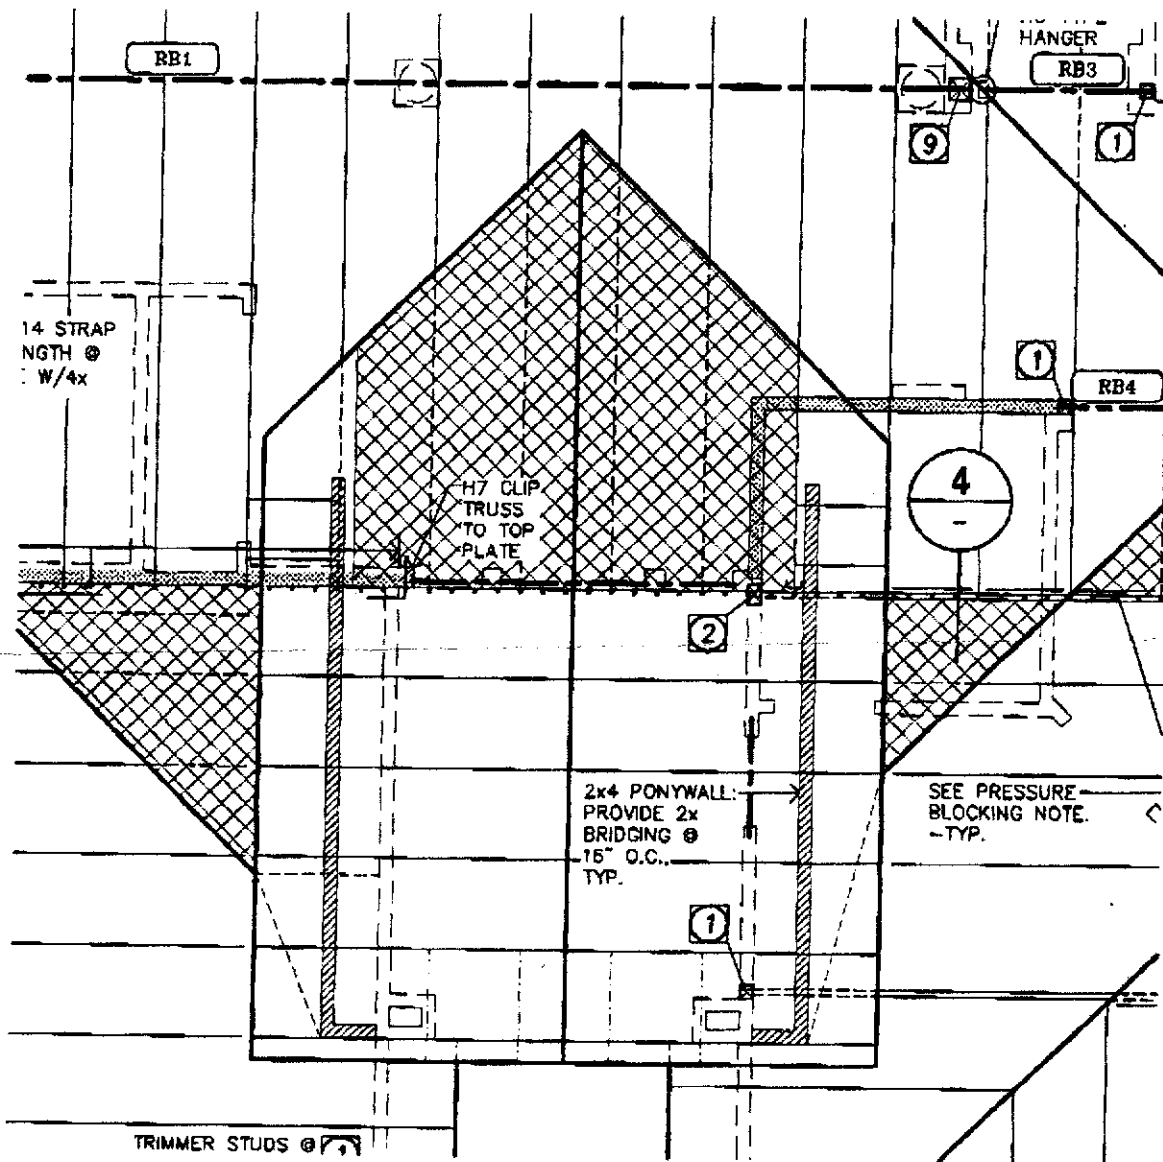 HANGER
RB1
RB3
9
1
14 STRAP
NGTH @
W/4x
1
RB4
4
-
H7 CLIP
TRUSS
TO TOP
PLATE
2
2x4 PONYWALL:
PROVIDE 2x
BRIDGING @
16" O.C.,
TYP.
SEE PRESSURE
BLOCKING NOTE.
-TYP.
1
TRIMMER STUDS @ 1